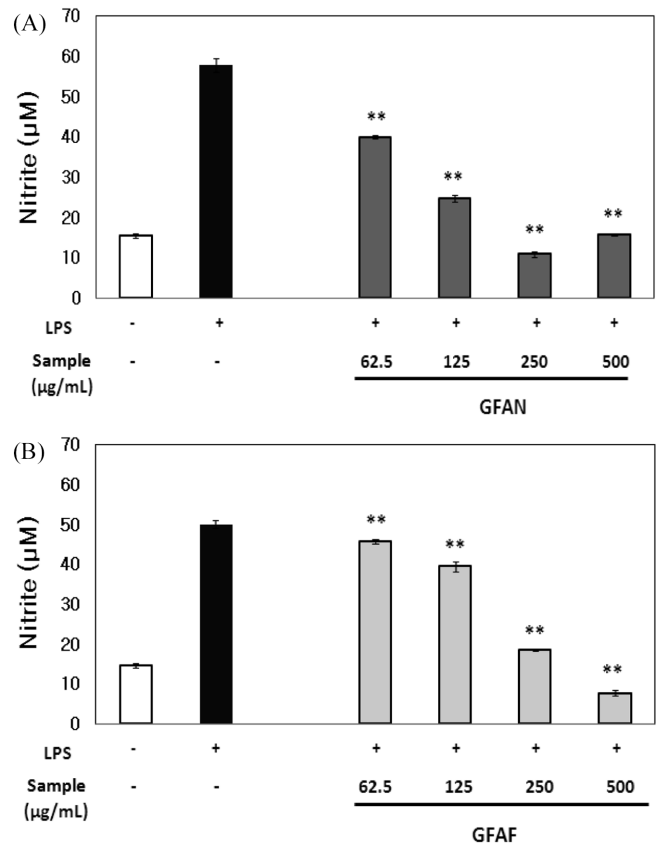 (A)
70
60
50
40
30
20
10
0
Nitrite (μM)
**
**
**
**
LPS - + + + + +
Sample (μg/mL) - - 62.5 125 250 500
GFAN
(B)
70
60
50
40
30
20
10
0
Nitrite (μM)
**
**
**
**
LPS - + + + + +
Sample (μg/mL) - - 62.5 125 250 500
GFAF